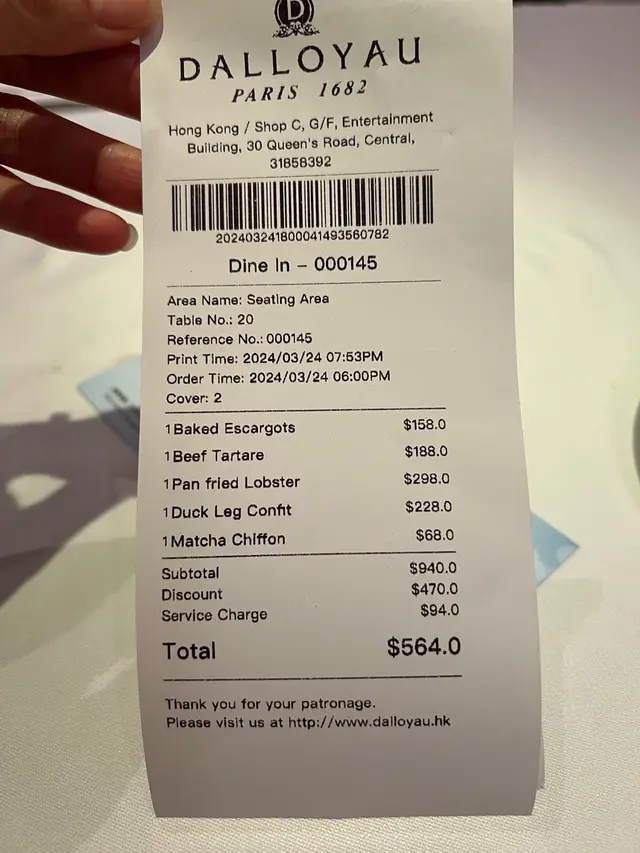 D
DALLOYAU
PARIS 1682
Hong Kong / Shop C, G/F, Entertainment
Building, 30 Queen's Road, Central,
31858392
202403241800041493560782
Dine In - 000145
Area Name: Seating Area
Table No.: 20
Reference No.: 000145
Print Time: 2024/03/24 07:53PM
Order Time: 2024/03/24 06:00PM
Cover: 2
1 Baked Escargots $158.0
1 Beef Tartare $188.0
1 Pan fried Lobster $298.0
1 Duck Leg Confit $228.0
1 Matcha Chiffon $68.0
Subtotal $940.0
Discount $470.0
Service Charge $94.0
Total $564.0
Thank you for your patronage.
Please visit us at http://www.dalloyau.hk